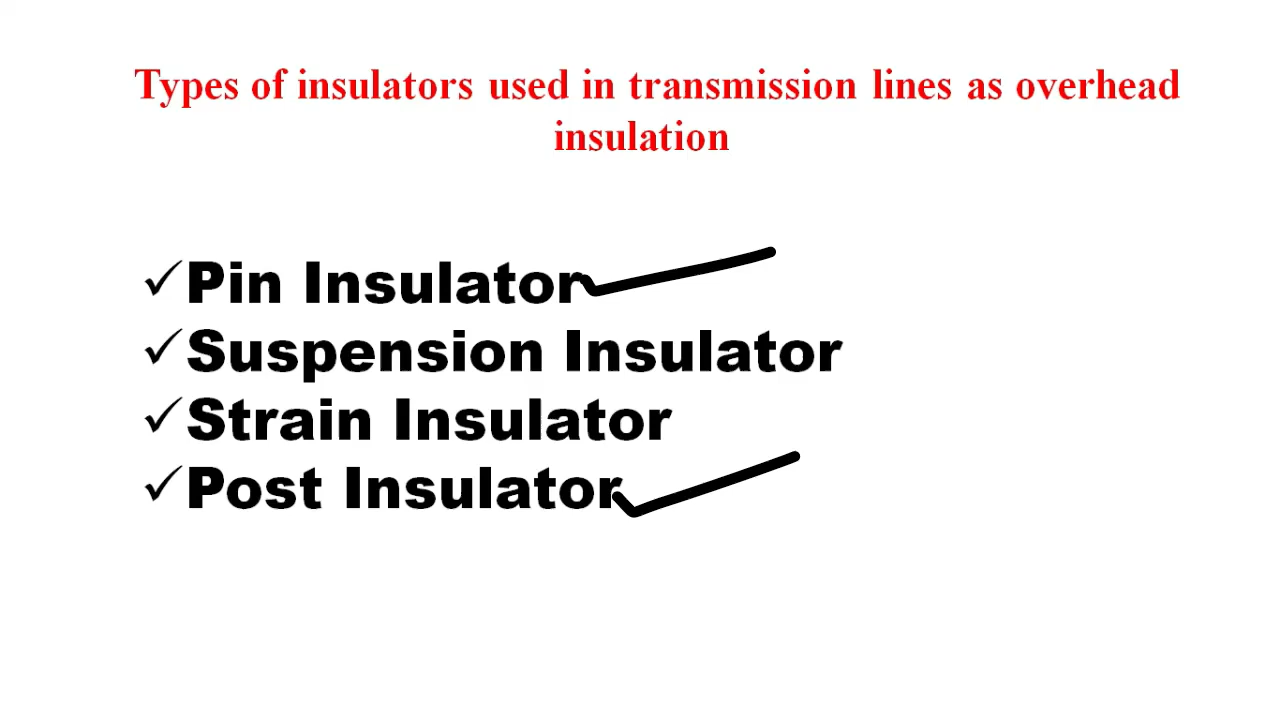 Types of insulators used in transmission lines as overhead
insulation
✓Pin Insulator
✓Suspension Insulator
✓Strain Insulator
✓Post Insulator